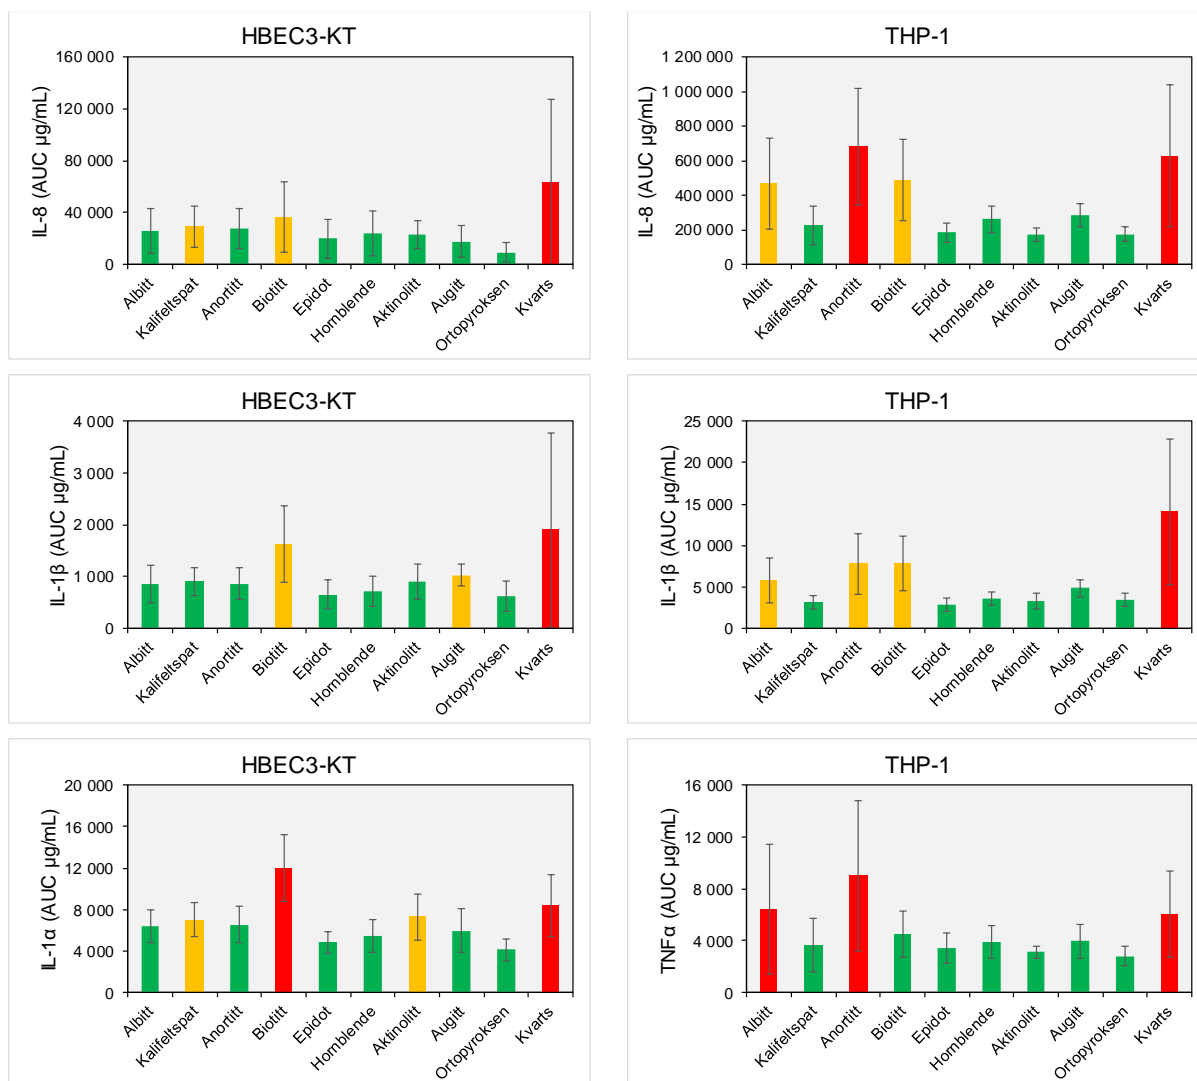 HBEC3-KT
IL-8 (AUC µg/mL)
160 000
120 000
80 000
40 000
0
Albitt
Kalifeltspat
Anortitt
Biotitt
Epidot
Hornblende
Aktinolitt
Augitt
Ortopyroksen
Kvarts
THP-1
IL-8 (AUC µg/mL)
1 200 000
1 000 000
800 000
600 000
400 000
200 000
0
Albitt
Kalifeltspat
Anortitt
Biotitt
Epidot
Hornblende
Aktinolitt
Augitt
Ortopyroksen
Kvarts
HBEC3-KT
IL-1β (AUC µg/mL)
4 000
3 000
2 000
1 000
0
Albitt
Kalifeltspat
Anortitt
Biotitt
Epidot
Hornblende
Aktinolitt
Augitt
Ortopyroksen
Kvarts
THP-1
IL-1β (AUC µg/mL)
25 000
20 000
15 000
10 000
5 000
0
Albitt
Kalifeltspat
Anortitt
Biotitt
Epidot
Hornblende
Aktinolitt
Augitt
Ortopyroksen
Kvarts
HBEC3-KT
IL-1α (AUC µg/mL)
20 000
16 000
12 000
8 000
4 000
0
Albitt
Kalifeltspat
Anortitt
Biotitt
Epidot
Hornblende
Aktinolitt
Augitt
Ortopyroksen
Kvarts
THP-1
TNFα (AUC µg/mL)
16 000
12 000
8 000
4 000
0
Albitt
Kalifeltspat
Anortitt
Biotitt
Epidot
Hornblende
Aktinolitt
Augitt
Ortopyroksen
Kvarts